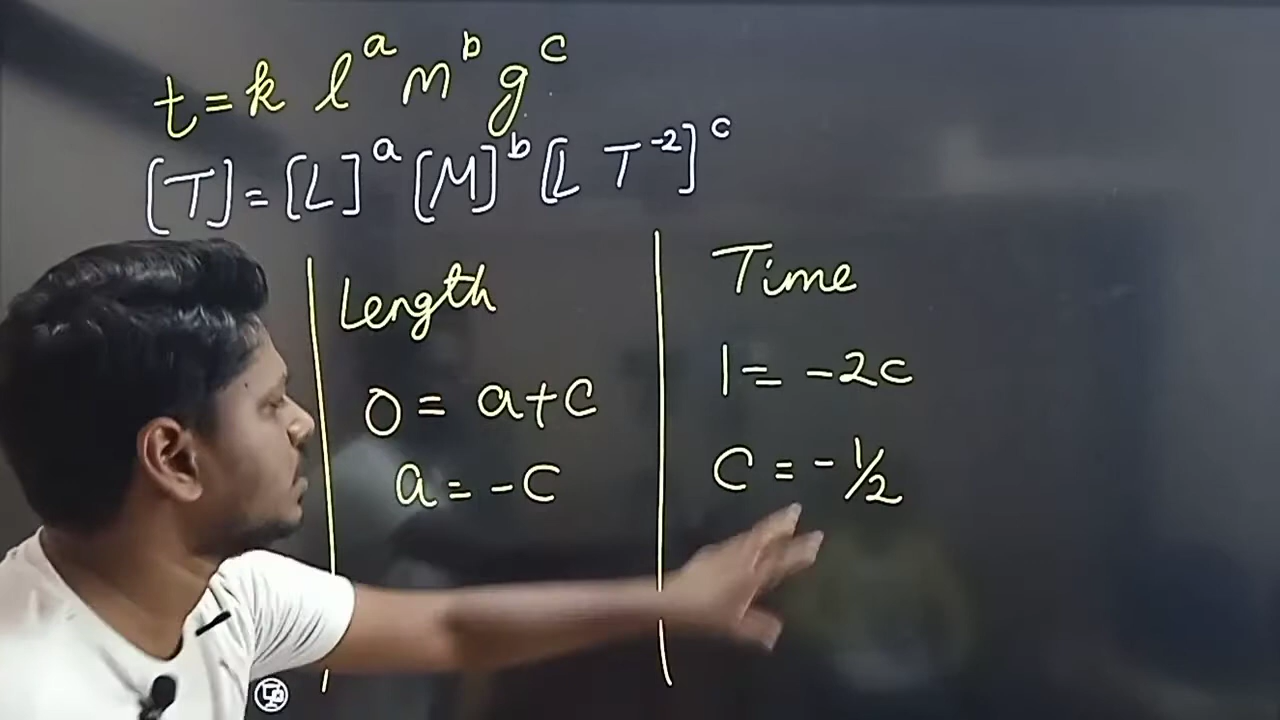 t = k l^a m^b g^c
[T] = [L]^a [M]^b [L T^-2]^c
Length
0 = a+c
a = -c
Time
1 = -2c
c = -1/2